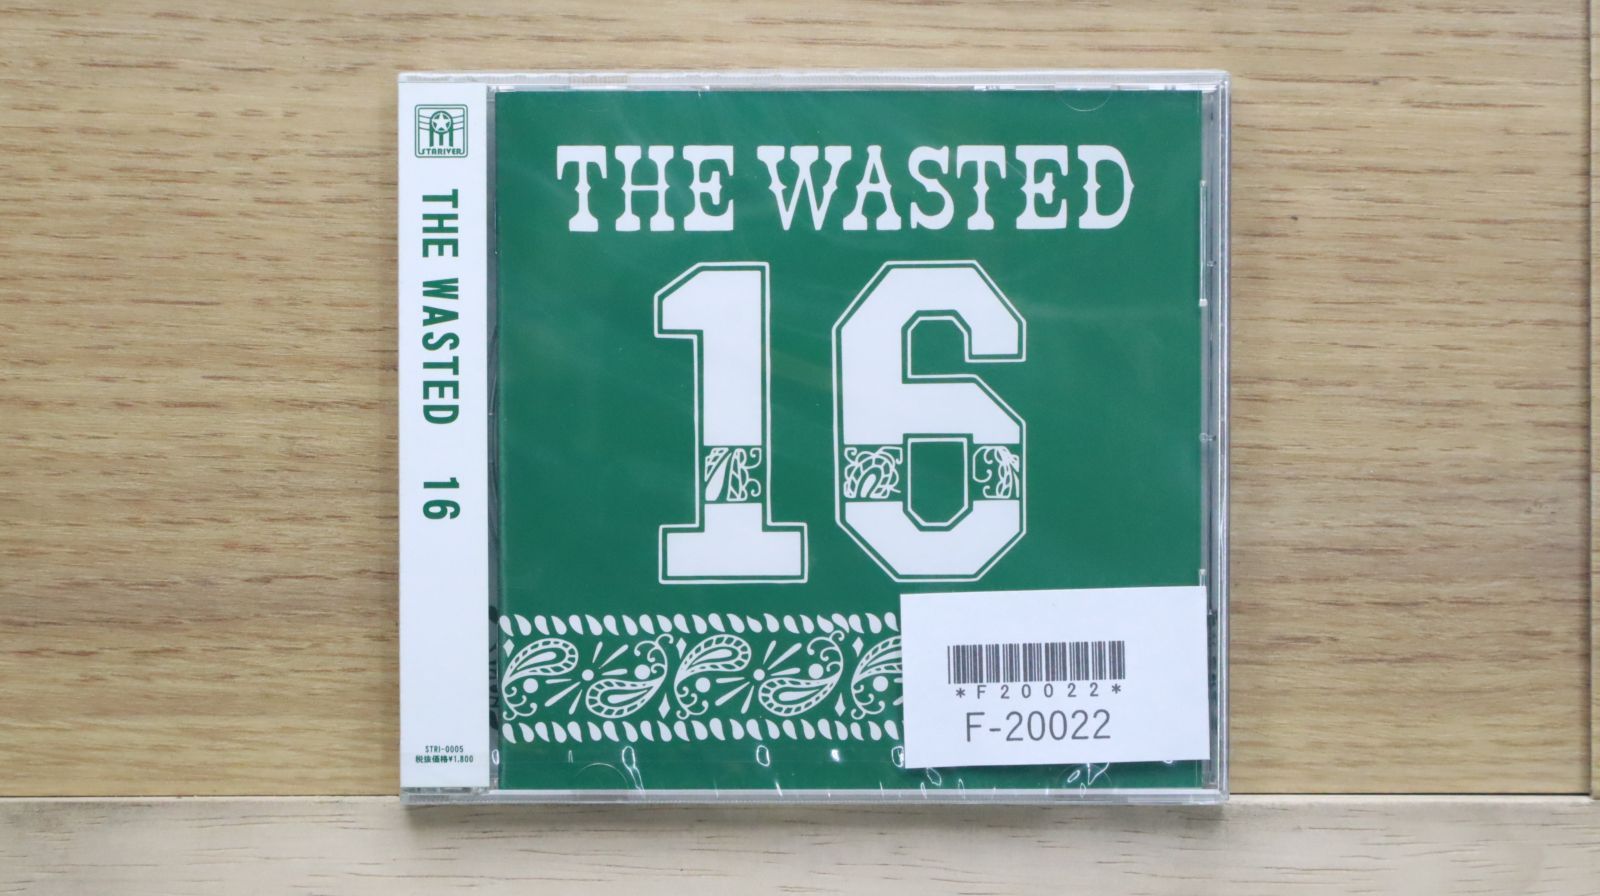 STARIVER
THE WASTED 16
STRI-0005
税抜価格¥1,800
THE WASTED
16
*F20022*
F-20022